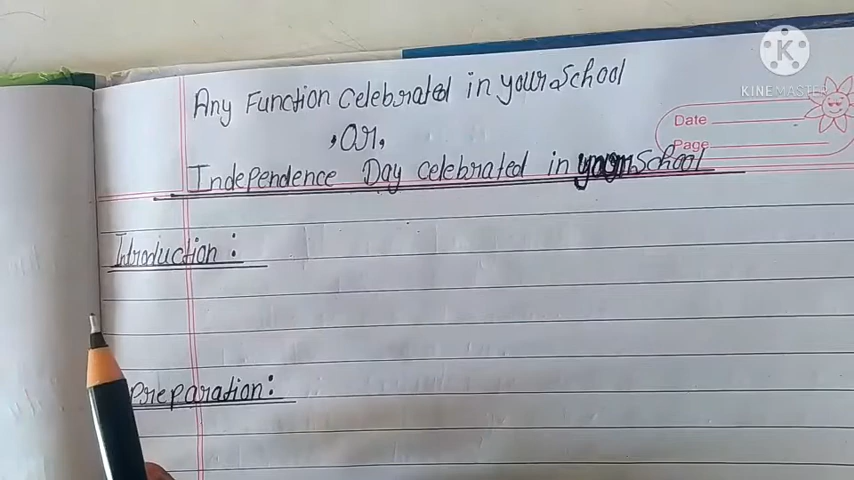 Any Function celebrated in your School
OR
Independence Day celebrated in your School
Introduction :
Preparation :
Date
Page
KINEMASTER